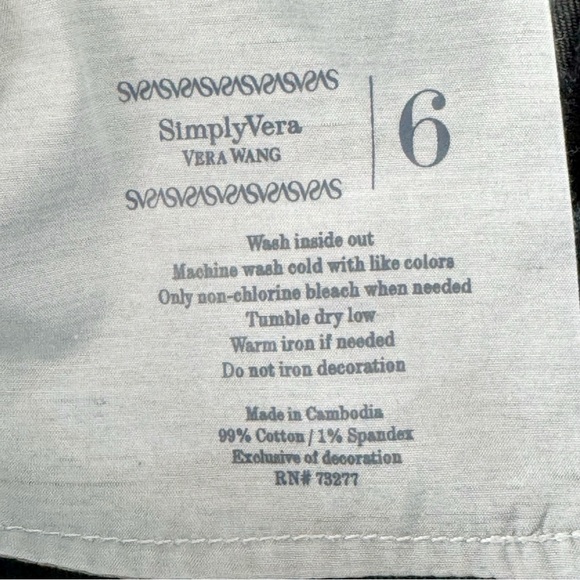 SVSVSVSVSVS
SimplyVera
VERA WANG
6
Wash inside out
Machine wash cold with like colors
Only non-chlorine bleach when needed
Tumble dry low
Warm iron if needed
Do not iron decoration
Made in Cambodia
99% Cotton / 1% Spandex
Exclusive of decoration
RN# 73277